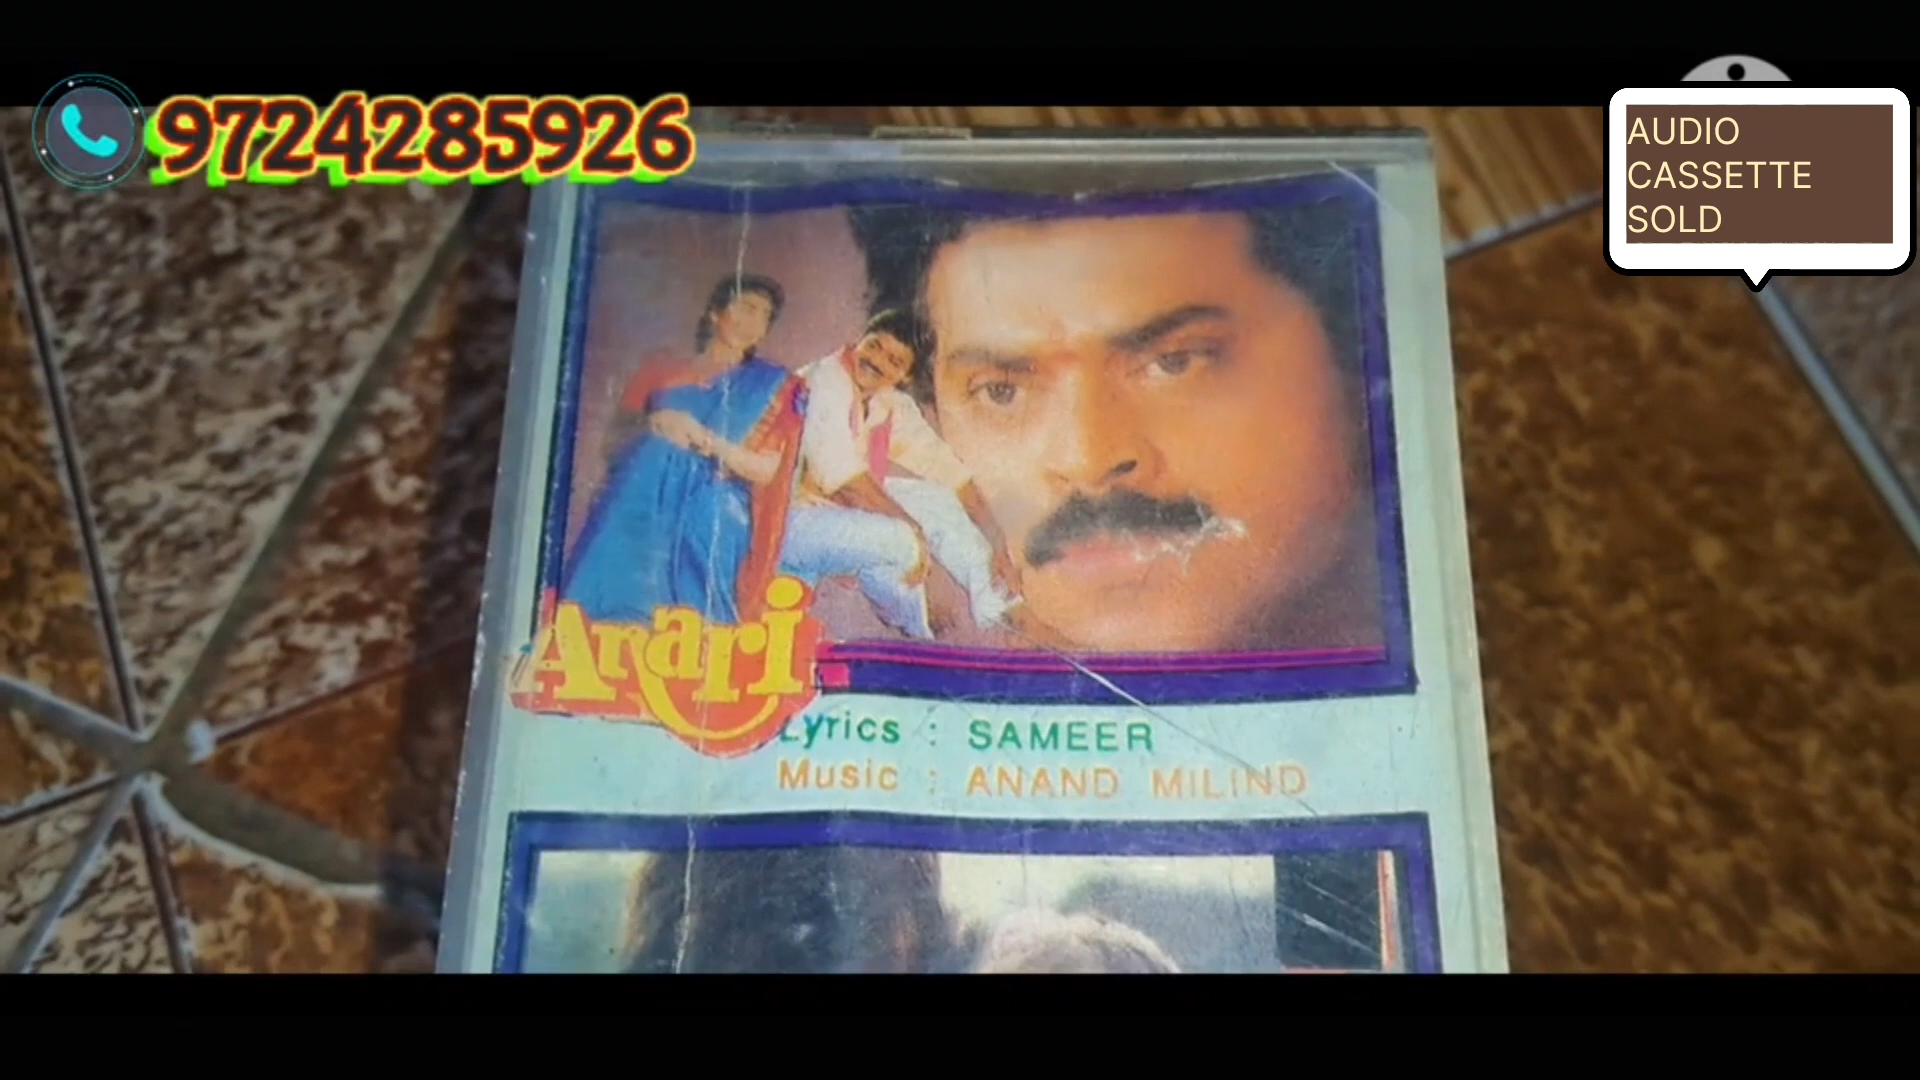 9724285926
AUDIO
CASSETTE
SOLD
Anari
Lyrics : SAMEER
Music : ANAND MILIND